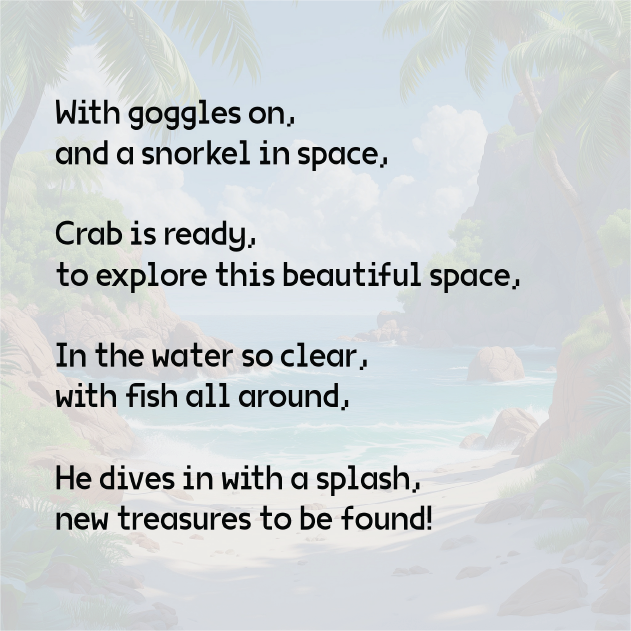 With goggles on,
and a snorkel in space,
Crab is ready,
to explore this beautiful space,
In the water so clear,
with fish all around,
He dives in with a splash,
new treasures to be found!